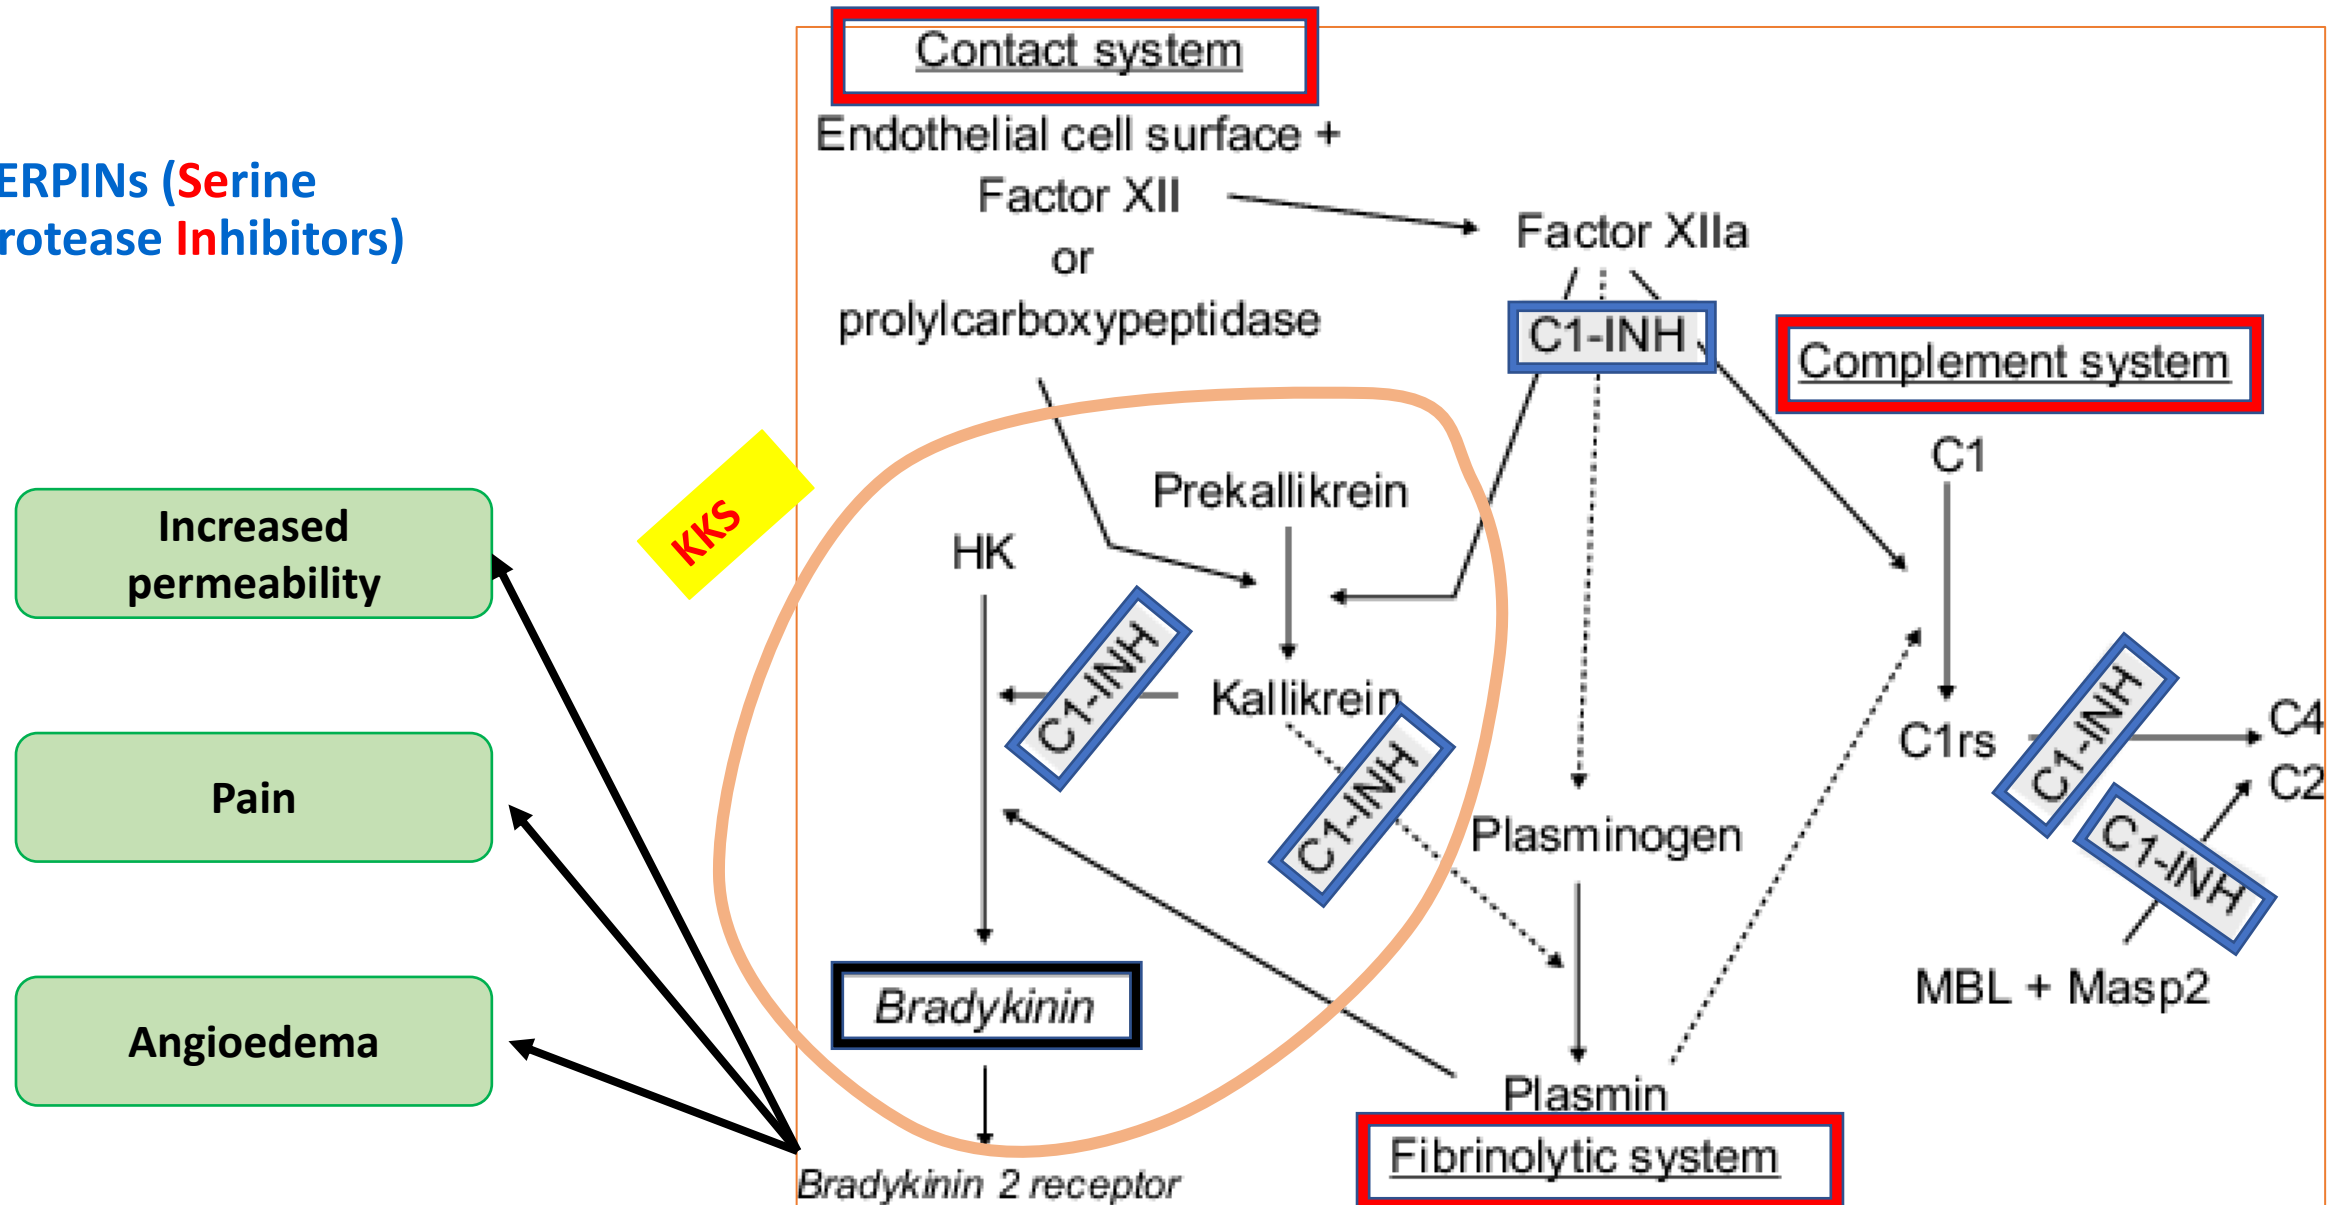 ERPINs (Serine
rotease Inhibitors)
Contact system
Endothelial cell surface +
Factor XII
or
prolylcarboxypeptidase
Factor XIIa
C1-INH
Complement system
C1
KKS
Prekallikrein
HK
C1-INH
Kallikrein
C1-INH
Plasminogen
C1rs
C1-INH
C4
C2
C1-INH
MBL + Masp2
Bradykinin
Plasmin
Fibrinolytic system
Bradykinin 2 receptor
Increased
permeability
Pain
Angioedema